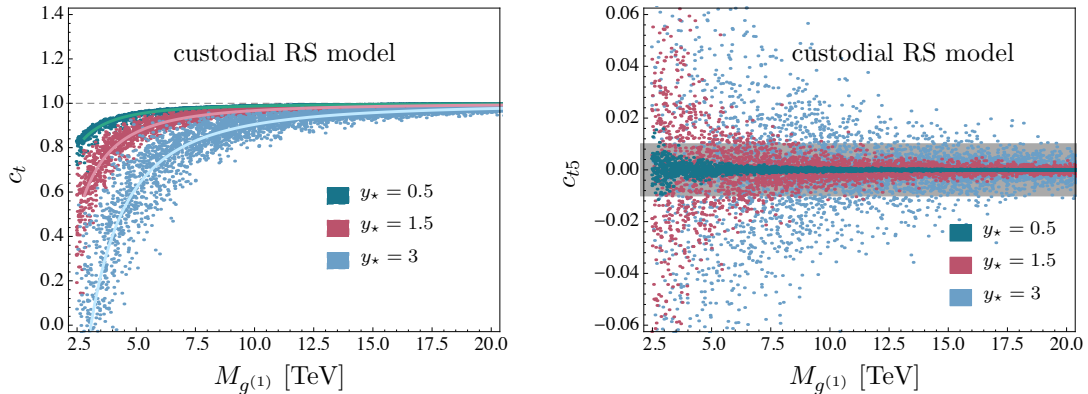 custodial RS model
c_t
1.4
1.2
1.0
0.8
0.6
0.4
0.2
0.0
y_⋆ = 0.5
y_⋆ = 1.5
y_⋆ = 3
2.5 5.0 7.5 10.0 12.5 15.0 17.5 20.0
M_{g^{(1)}} [TeV]
custodial RS model
c_{t5}
0.06
0.04
0.02
0.00
−0.02
−0.04
−0.06
y_⋆ = 0.5
y_⋆ = 1.5
y_⋆ = 3
2.5 5.0 7.5 10.0 12.5 15.0 17.5 20.0
M_{g^{(1)}} [TeV]